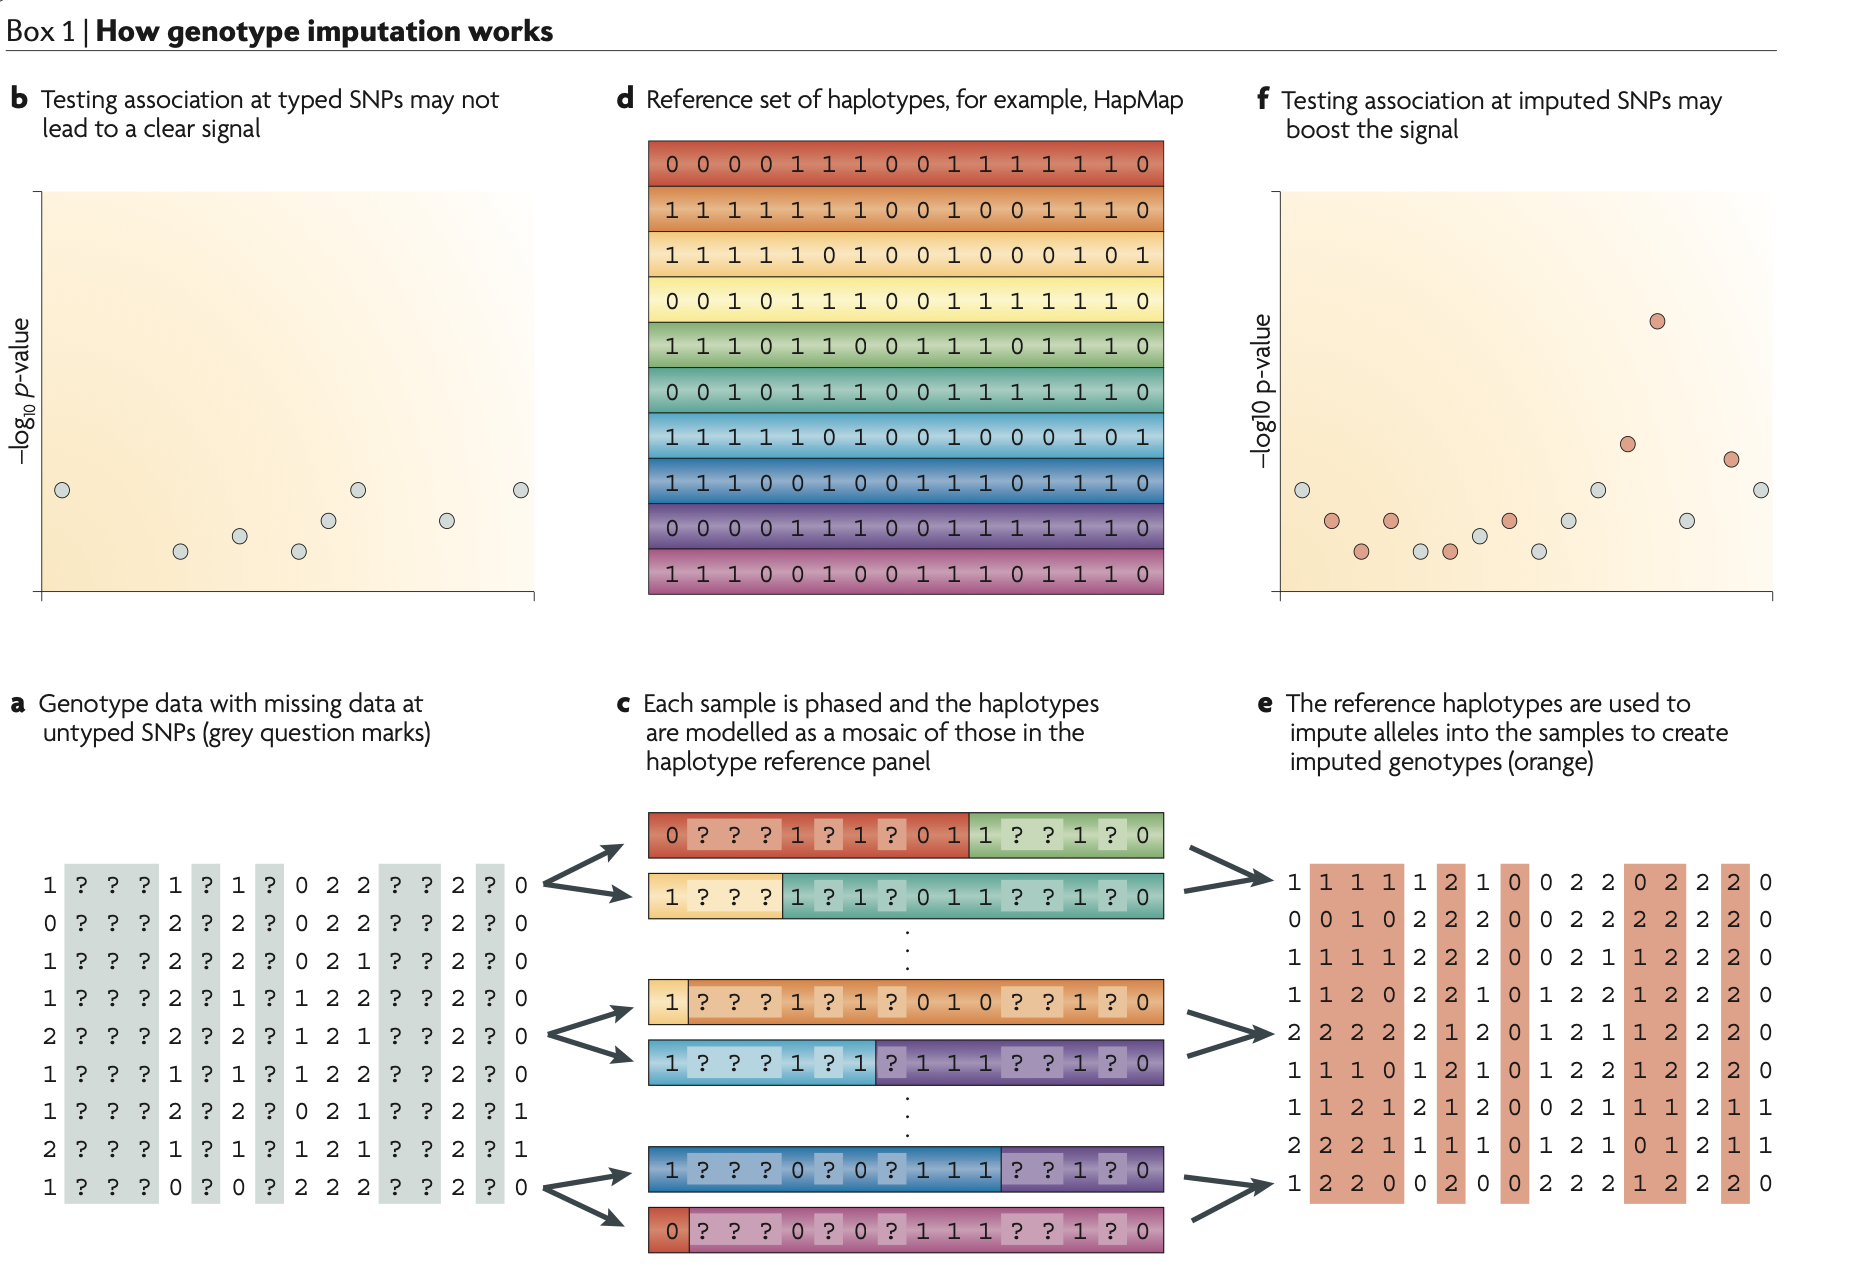 Box 1 | How genotype imputation works
b Testing association at typed SNPs may not
lead to a clear signal
–log10 p-value
d Reference set of haplotypes, for example, HapMap
0 0 0 0 1 1 1 0 0 1 1 1 1 1 1 0
1 1 1 1 1 1 1 0 0 1 0 0 1 1 1 0
1 1 1 1 1 0 1 0 0 1 0 0 0 1 0 1
0 0 1 0 1 1 1 0 0 1 1 1 1 1 1 0
1 1 1 0 1 1 0 0 1 1 1 0 1 1 1 0
0 0 1 0 1 1 1 0 0 1 1 1 1 1 1 0
1 1 1 1 1 0 1 0 0 1 0 0 0 1 0 1
1 1 1 0 0 1 0 0 1 1 1 0 1 1 1 0
0 0 0 0 1 1 1 0 0 1 1 1 1 1 1 0
1 1 1 0 0 1 0 0 1 1 1 0 1 1 1 0
f Testing association at imputed SNPs may
boost the signal
–log10 p-value
a Genotype data with missing data at
untyped SNPs (grey question marks)
1 ? ? ? 1 ? 1 ? 0 2 2 ? ? 2 ? 0
0 ? ? ? 2 ? 2 ? 0 2 2 ? ? 2 ? 0
1 ? ? ? 2 ? 2 ? 0 2 1 ? ? 2 ? 0
1 ? ? ? 2 ? 1 ? 1 2 2 ? ? 2 ? 0
2 ? ? ? 2 ? 2 ? 1 2 1 ? ? 2 ? 0
1 ? ? ? 1 ? 1 ? 1 2 2 ? ? 2 ? 0
1 ? ? ? 2 ? 2 ? 0 2 1 ? ? 2 ? 1
2 ? ? ? 1 ? 1 ? 1 2 1 ? ? 2 ? 1
1 ? ? ? 0 ? 0 ? 2 2 2 ? ? 2 ? 0
c Each sample is phased and the haplotypes
are modelled as a mosaic of those in the
haplotype reference panel
0 ? ? ? 1 ? 1 ? 0 1 1 ? ? 1 ? 0
1 ? ? ? 1 ? 1 ? 0 1 1 ? ? 1 ? 0
1 ? ? ? 1 ? 1 ? 0 1 0 ? ? 1 ? 0
1 ? ? ? 1 ? 1 ? 1 1 1 ? ? 1 ? 0
1 ? ? ? 0 ? 0 ? 1 1 1 ? ? 1 ? 0
0 ? ? ? 0 ? 0 ? 1 1 1 ? ? 1 ? 0
e The reference haplotypes are used to
impute alleles into the samples to create
imputed genotypes (orange)
1 1 1 1 1 2 1 0 0 2 2 0 2 2 2 0
0 0 1 0 2 2 2 0 0 2 2 2 2 2 2 0
1 1 1 1 2 2 2 0 0 2 1 1 2 2 2 0
1 1 2 0 2 2 1 0 1 2 2 1 2 2 2 0
2 2 2 2 2 1 2 0 1 2 1 1 2 2 2 0
1 1 1 0 1 2 1 0 1 2 2 1 2 2 2 0
1 1 2 1 2 1 2 0 0 2 1 1 1 2 1 1
2 2 2 1 1 1 1 0 1 2 1 0 1 2 1 1
1 2 2 0 0 2 0 0 2 2 2 1 2 2 2 0